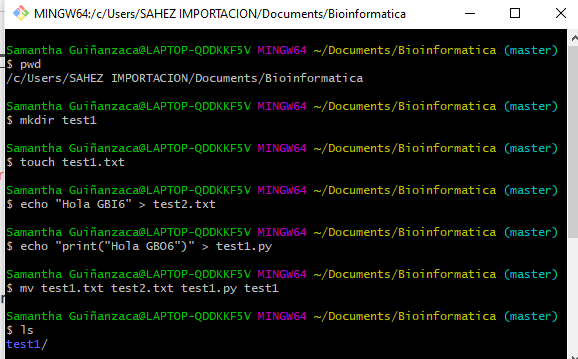 MINGW64:/c/Users/SAHEZ IMPORTACION/Documents/Bioinformatica
Samantha Guiñanzaca@LAPTOP-QDDKKF5V MINGW64 ~/Documents/Bioinformatica (master)
$ pwd
/c/Users/SAHEZ IMPORTACION/Documents/Bioinformatica
Samantha Guiñanzaca@LAPTOP-QDDKKF5V MINGW64 ~/Documents/Bioinformatica (master)
$ mkdir test1
Samantha Guiñanzaca@LAPTOP-QDDKKF5V MINGW64 ~/Documents/Bioinformatica (master)
$ touch test1.txt
Samantha Guiñanzaca@LAPTOP-QDDKKF5V MINGW64 ~/Documents/Bioinformatica (master)
$ echo "Hola GBI6" > test2.txt
Samantha Guiñanzaca@LAPTOP-QDDKKF5V MINGW64 ~/Documents/Bioinformatica (master)
$ echo "print("Hola GBO6")" > test1.py
Samantha Guiñanzaca@LAPTOP-QDDKKF5V MINGW64 ~/Documents/Bioinformatica (master)
$ mv test1.txt test2.txt test1.py test1
Samantha Guiñanzaca@LAPTOP-QDDKKF5V MINGW64 ~/Documents/Bioinformatica (master)
$ ls
test1/